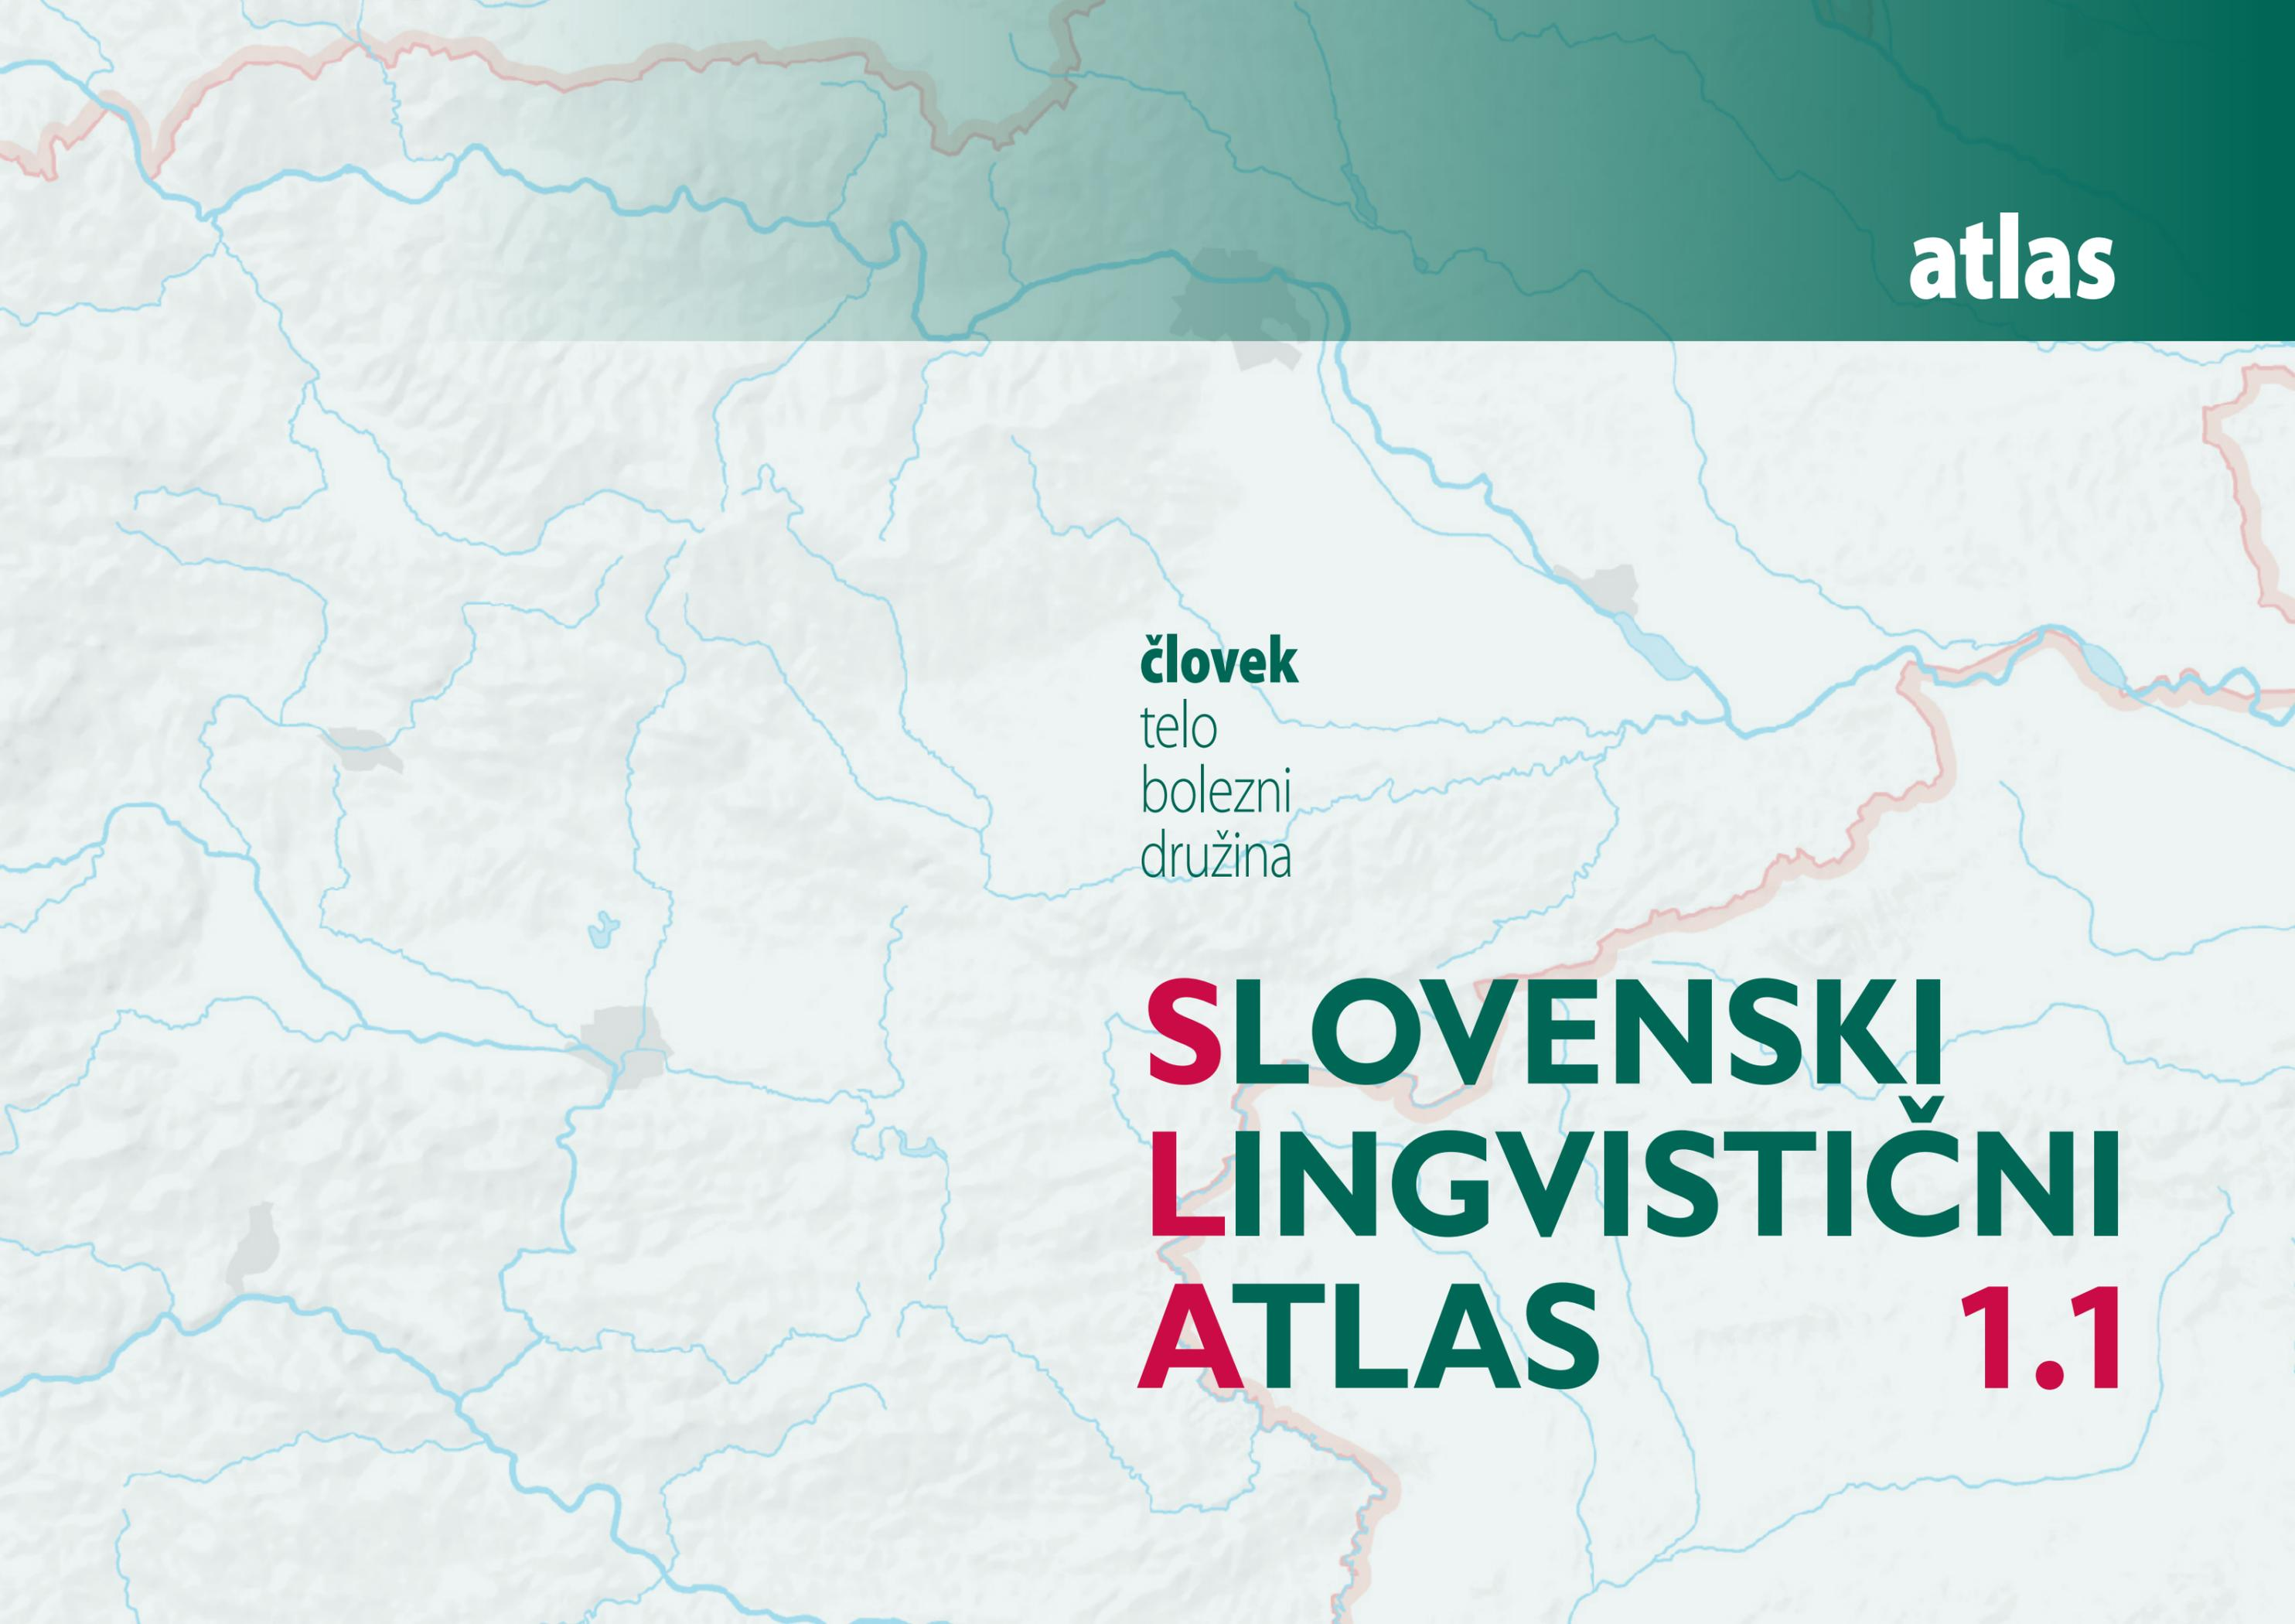 atlas
človek
telo
bolezni
družina
SLOVENSKI
LINGVISTIČNI
ATLAS 1.1